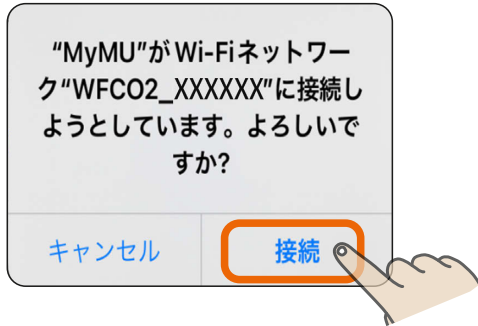 “MyMU”がWi-Fiネットワー
ク“WFCO2_XXXXXX”に接続し
ようとしています。よろしいで
すか?
キャンセル
接続